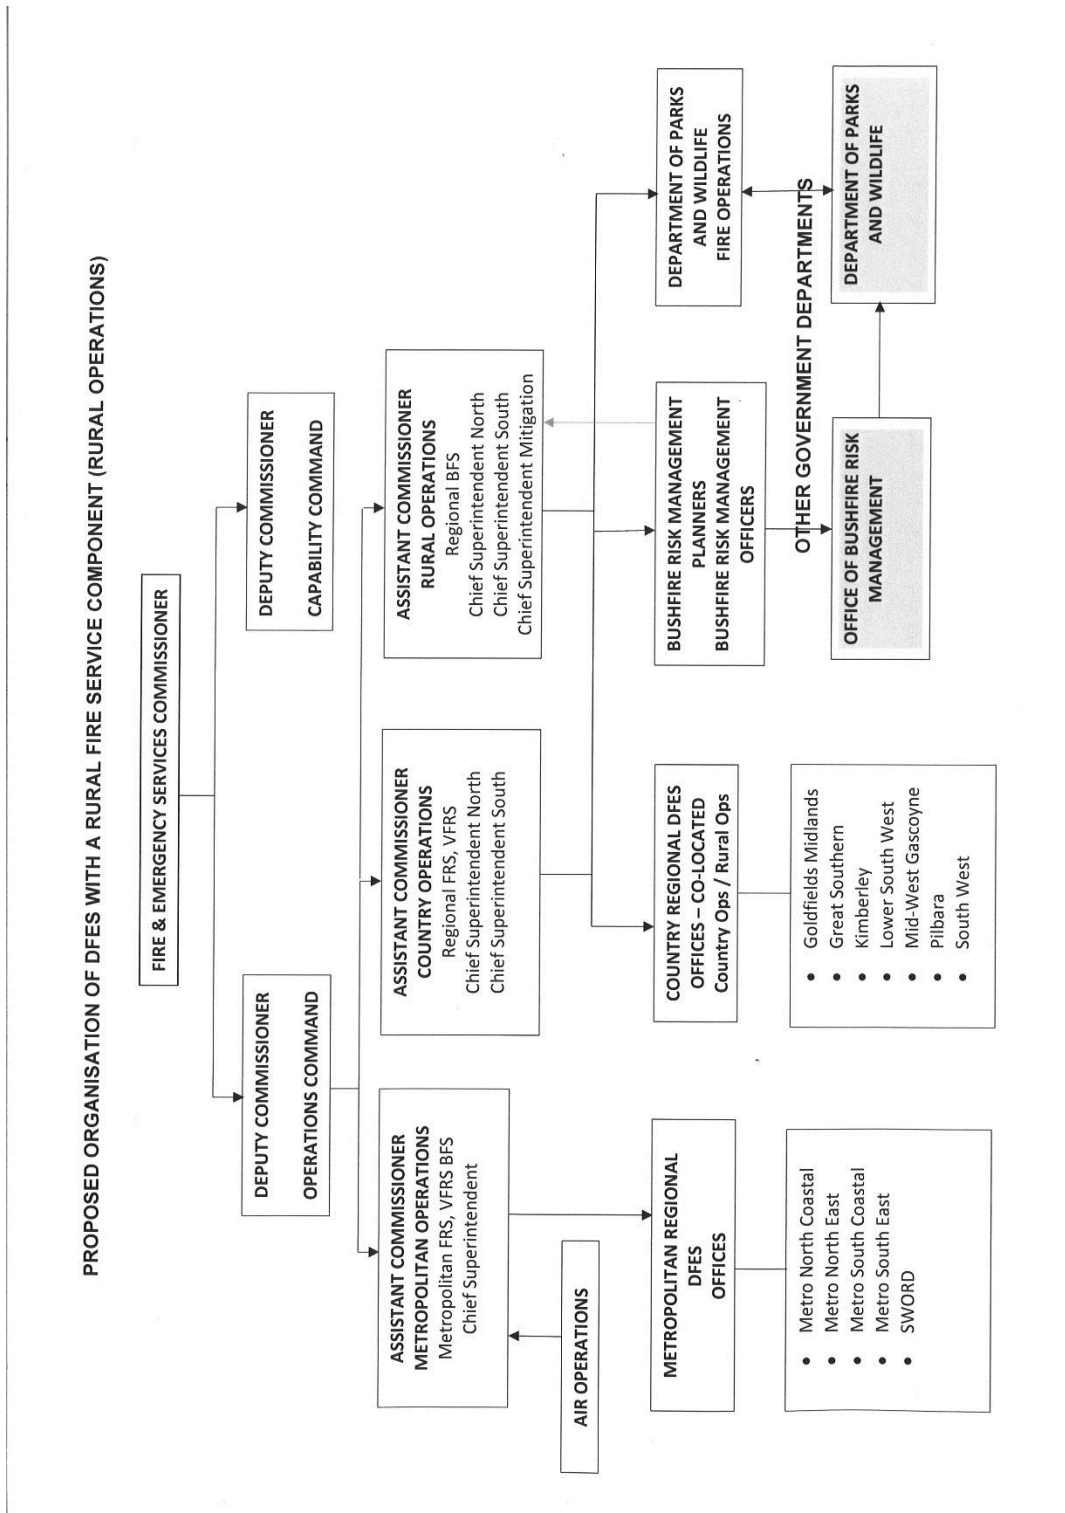 PROPOSED ORGANISATION OF DFES WITH A RURAL FIRE SERVICE COMPONENT (RURAL OPERATIONS)
FIRE & EMERGENCY SERVICES COMMISSIONER
DEPUTY COMMISSIONER
OPERATIONS COMMAND
DEPUTY COMMISSIONER
CAPABILITY COMMAND
ASSISTANT COMMISSIONER
METROPOLITAN OPERATIONS
Metropolitan FRS, VFRS BFS
Chief Superintendent
ASSISTANT COMMISSIONER
COUNTRY OPERATIONS
Regional FRS, VFRS
Chief Superintendent North
Chief Superintendent South
ASSISTANT COMMISSIONER
RURAL OPERATIONS
Regional BFS
Chief Superintendent North
Chief Superintendent South
Chief Superintendent Mitigation
AIR OPERATIONS
METROPOLITAN REGIONAL
DFES
OFFICES
COUNTRY REGIONAL DFES
OFFICES – CO-LOCATED
Country Ops / Rural Ops
BUSHFIRE RISK MANAGEMENT
PLANNERS
BUSHFIRE RISK MANAGEMENT
OFFICERS
DEPARTMENT OF PARKS
AND WILDLIFE
FIRE OPERATIONS
• Metro North Coastal
• Metro North East
• Metro South Coastal
• Metro South East
• SWORD
• Goldfields Midlands
• Great Southern
• Kimberley
• Lower South West
• Mid-West Gascoyne
• Pilbara
• South West
OTHER GOVERNMENT DEPARTMENTS
OFFICE OF BUSHFIRE RISK
MANAGEMENT
DEPARTMENT OF PARKS
AND WILDLIFE